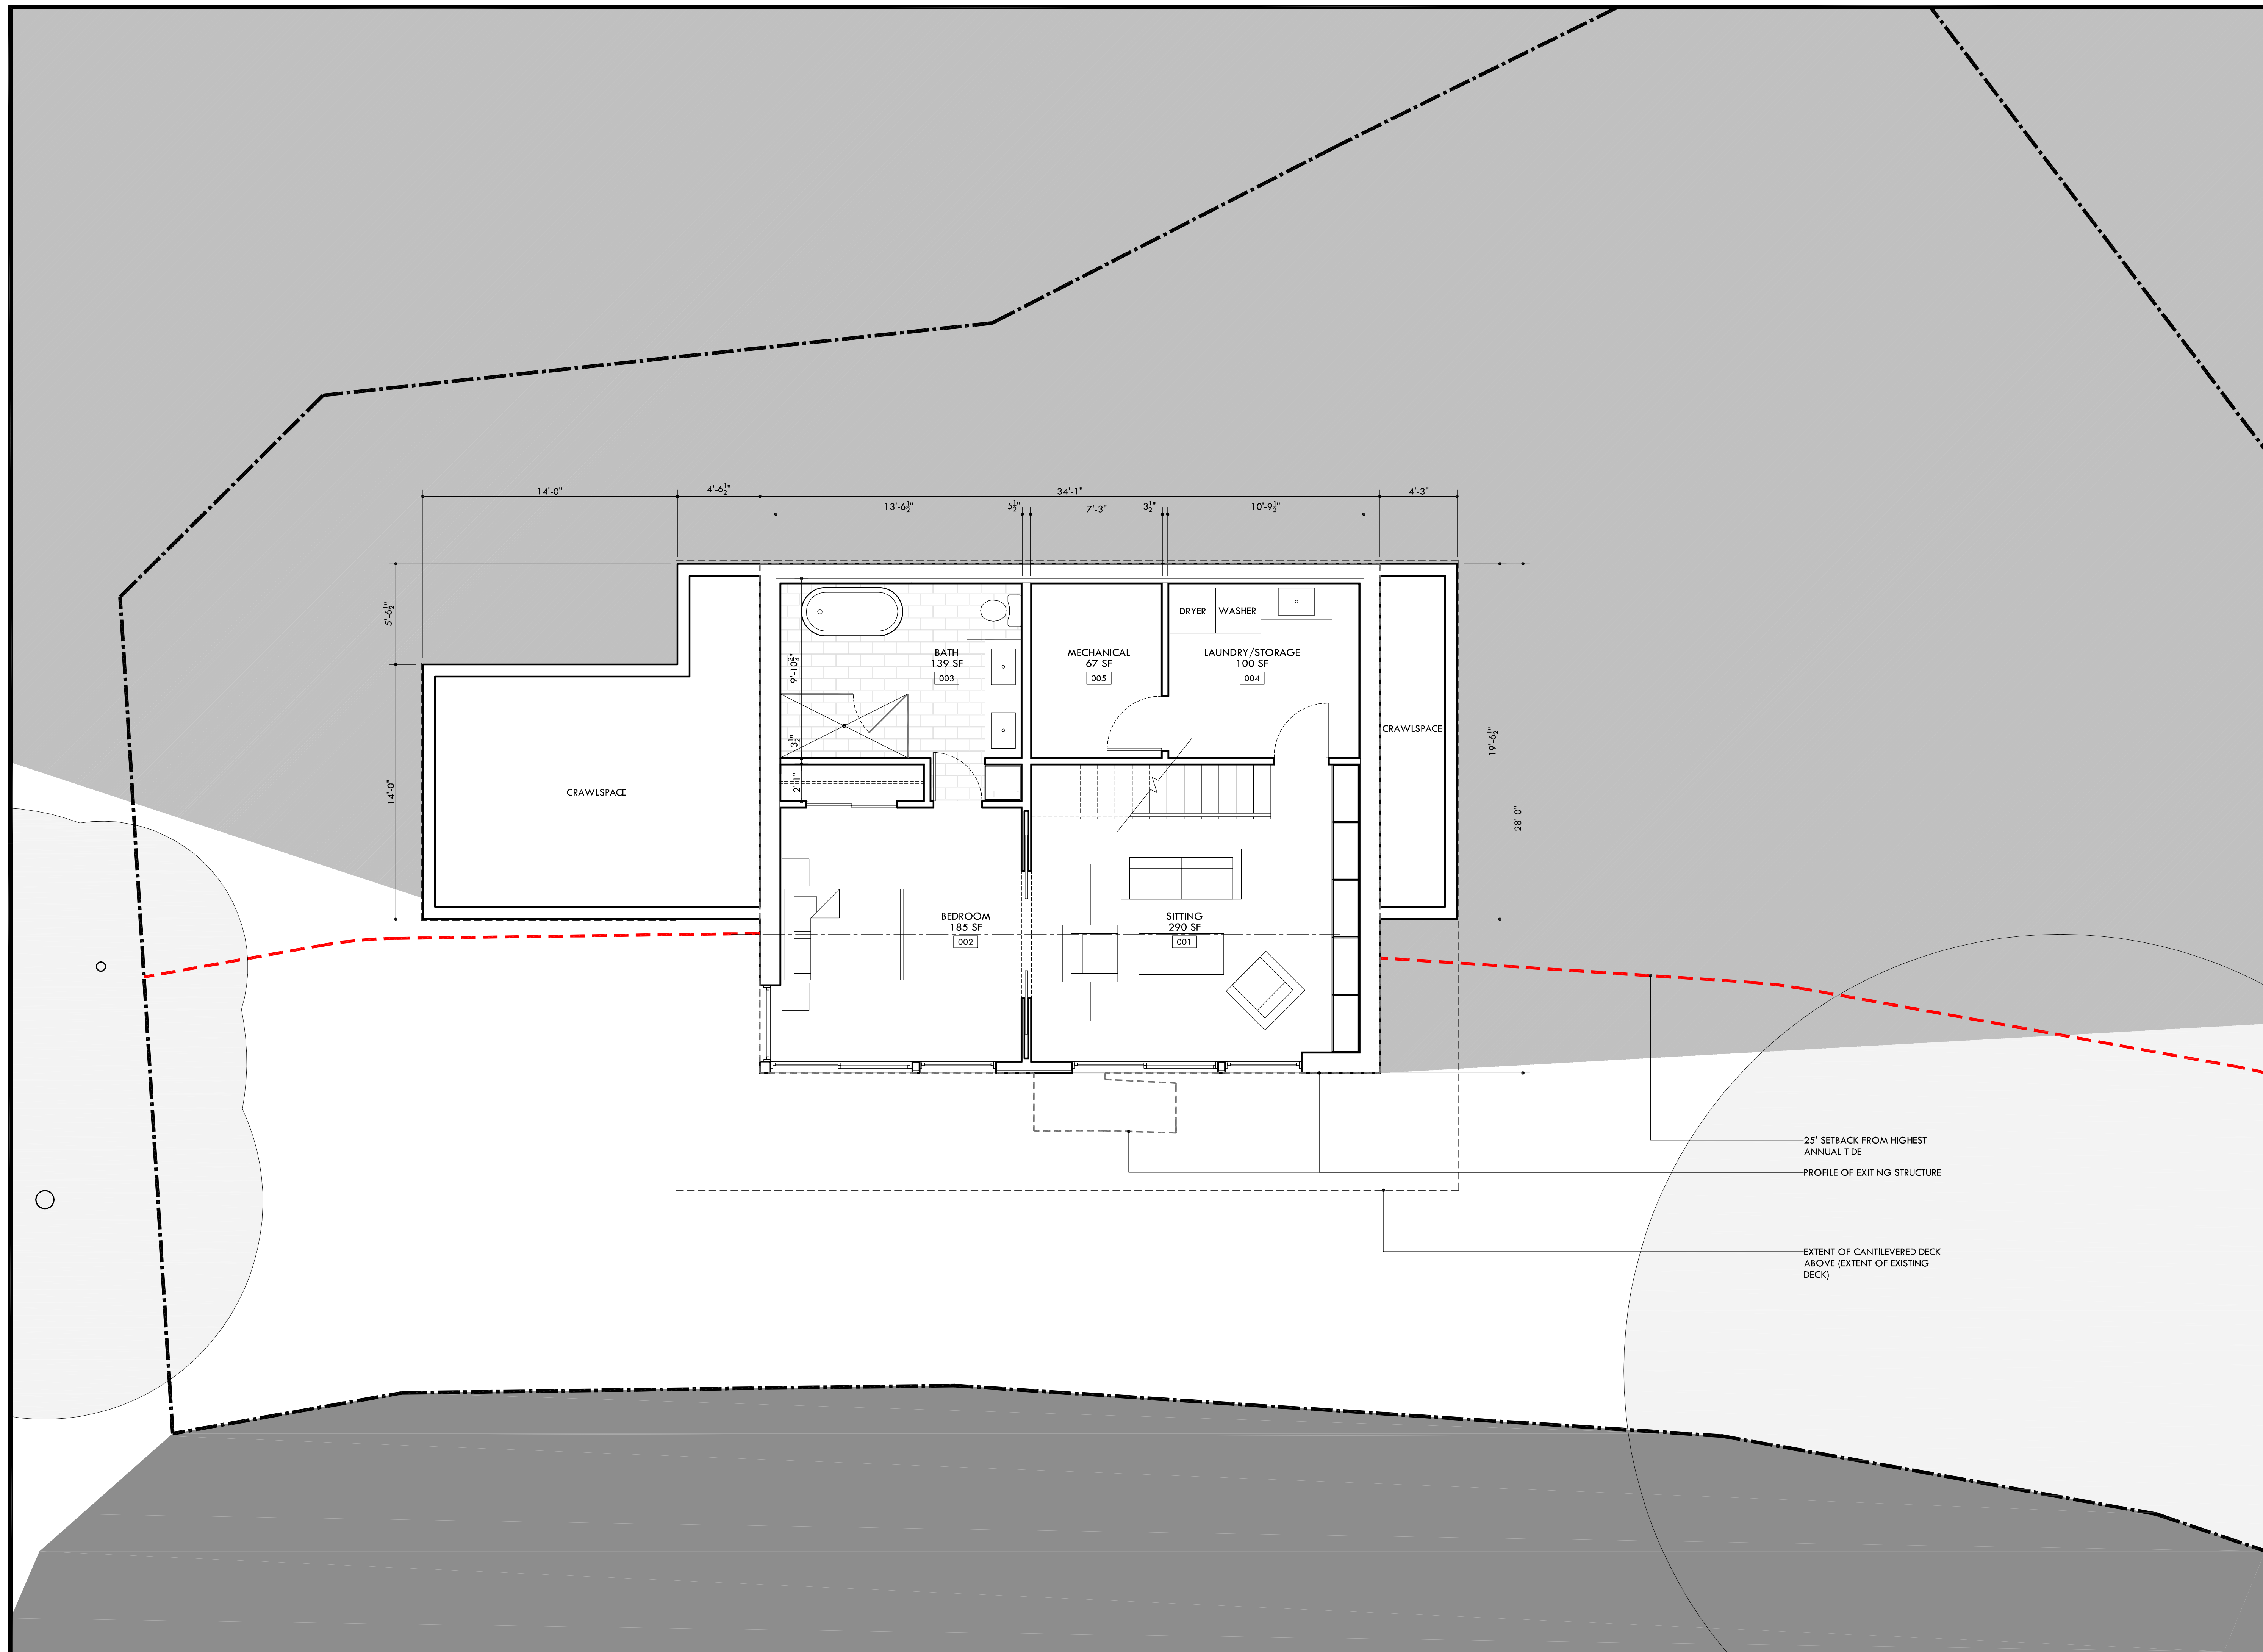 14'-0"
4'-6½"
34'-1"
4'-3"
13'-6½"
5½"
7'-3"
3½"
10'-9½"
5'-6½"
14'-0"
9'-10¾"
3½"
2'-1"
19'-6½"
28'-0"
DRYER
WASHER
BATH
139 SF
003
MECHANICAL
67 SF
005
LAUNDRY/STORAGE
100 SF
004
CRAWLSPACE
CRAWLSPACE
BEDROOM
185 SF
002
SITTING
290 SF
001
25' SETBACK FROM HIGHEST
ANNUAL TIDE
PROFILE OF EXITING STRUCTURE
EXTENT OF CANTILEVERED DECK
ABOVE (EXTENT OF EXISTING
DECK)